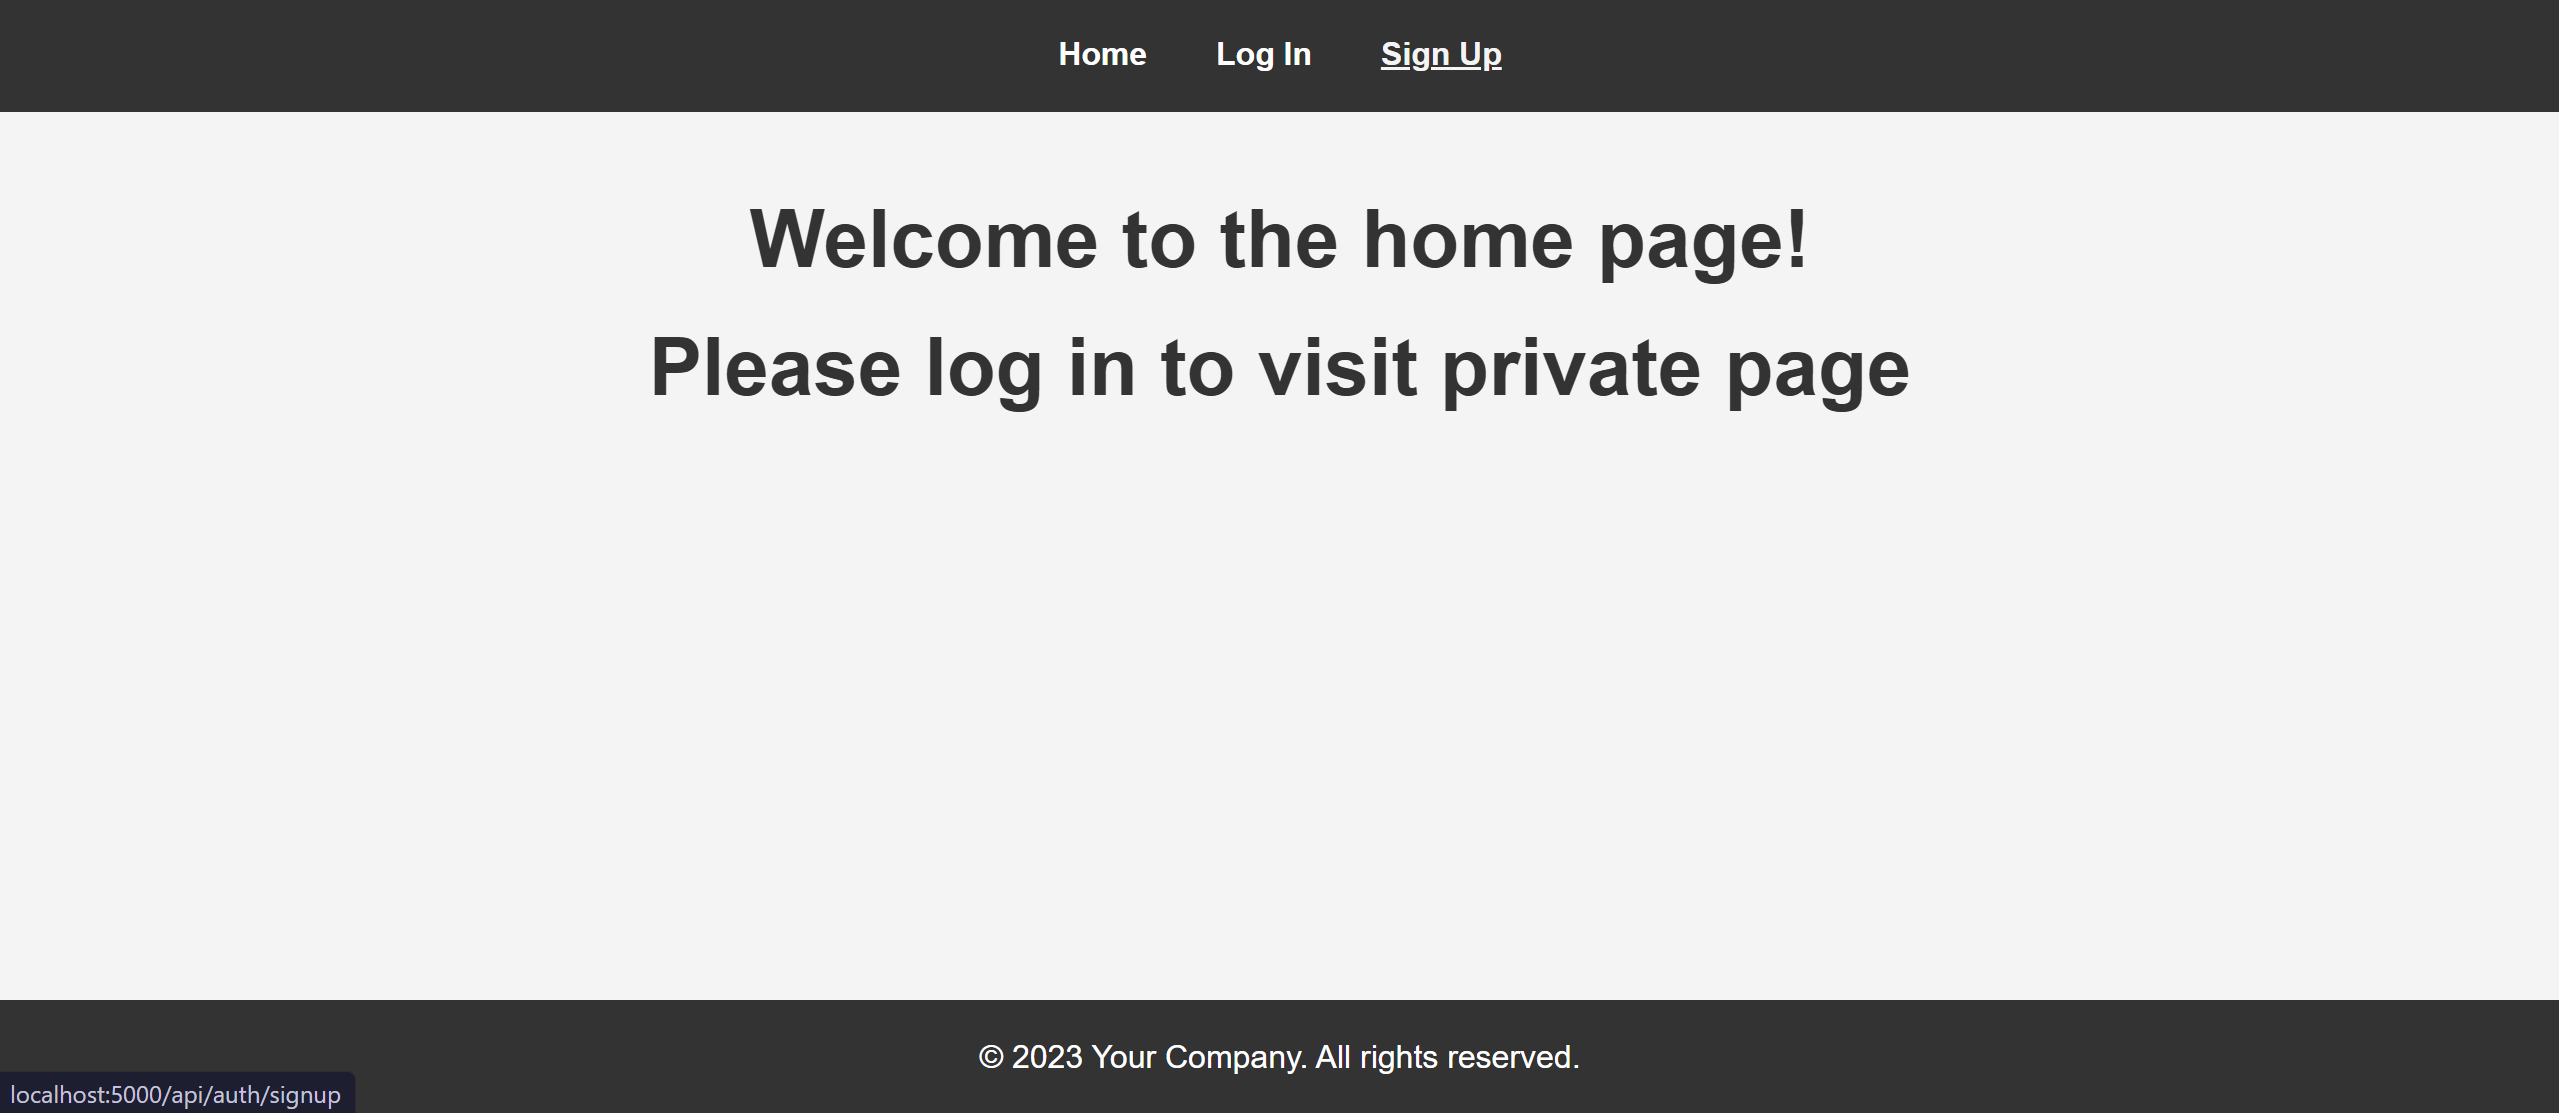 Home Log In Sign Up
Welcome to the home page!
Please log in to visit private page
© 2023 Your Company. All rights reserved.
localhost:5000/api/auth/signup